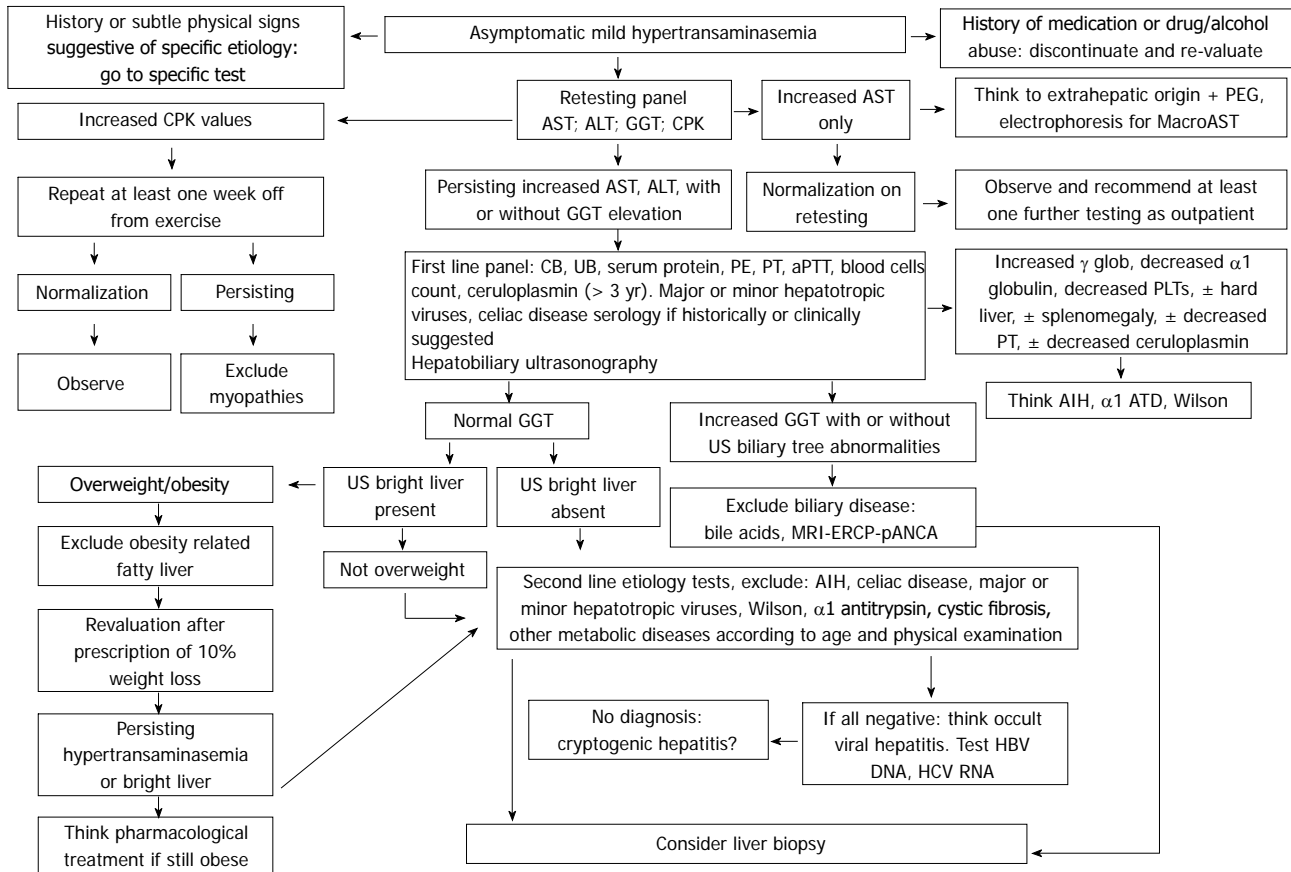 History or subtle physical signs
suggestive of specific etiology:
go to specific test
Asymptomatic mild hypertransaminasemia
History of medication or drug/alcohol
abuse: discontinuate and re-valuate
Increased CPK values
Retesting panel
AST; ALT; GGT; CPK
Increased AST
only
Think to extrahepatic origin + PEG,
electrophoresis for MacroAST
Repeat at least one week off
from exercise
Persisting increased AST, ALT, with
or without GGT elevation
Normalization on
retesting
Observe and recommend at least
one further testing as outpatient
Normalization
Persisting
First line panel: CB, UB, serum protein, PE, PT, aPTT, blood cells
count, ceruloplasmin (> 3 yr). Major or minor hepatotropic
viruses, celiac disease serology if historically or clinically
suggested
Hepatobiliary ultrasonography
Increased γ glob, decreased α1
globulin, decreased PLTs, ± hard
liver, ± splenomegaly, ± decreased
PT, ± decreased ceruloplasmin
Observe
Exclude
myopathies
Think AIH, α1 ATD, Wilson
Normal GGT
Increased GGT with or without
US biliary tree abnormalities
Overweight/obesity
US bright liver
present
US bright liver
absent
Exclude biliary disease:
bile acids, MRI-ERCP-pANCA
Exclude obesity related
fatty liver
Not overweight
Second line etiology tests, exclude: AIH, celiac disease, major or
minor hepatotropic viruses, Wilson, α1 antitrypsin, cystic fibrosis,
other metabolic diseases according to age and physical examination
Revaluation after
prescription of 10%
weight loss
Persisting
hypertransaminasemia
or bright liver
No diagnosis:
cryptogenic hepatitis?
If all negative: think occult
viral hepatitis. Test HBV
DNA, HCV RNA
Think pharmacological
treatment if still obese
Consider liver biopsy